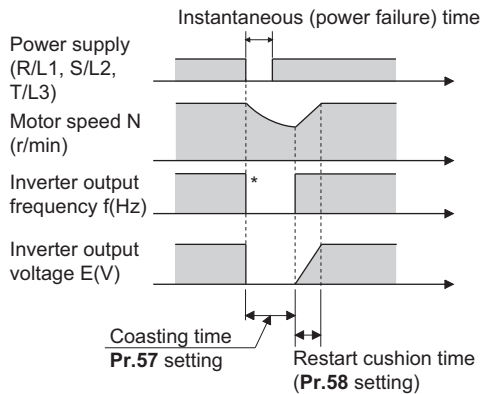 Instantaneous (power failure) time
Power supply
(R/L1, S/L2,
T/L3)
Motor speed N
(r/min)
Inverter output
frequency f(Hz)
*
Inverter output
voltage E(V)
Coasting time
Pr.57 setting
Restart cushion time
(Pr.58 setting)